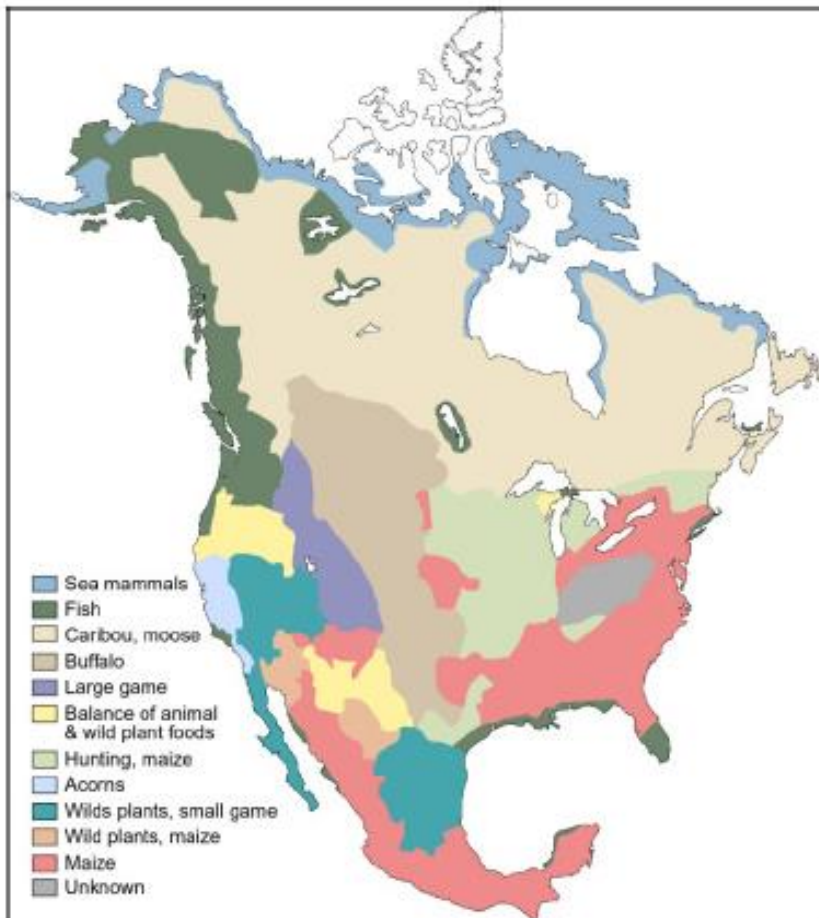 Sea mammals
Fish
Caribou, moose
Buffalo
Large game
Balance of animal
& wild plant foods
Hunting, maize
Acorns
Wilds plants, small game
Wild plants, maize
Maize
Unknown